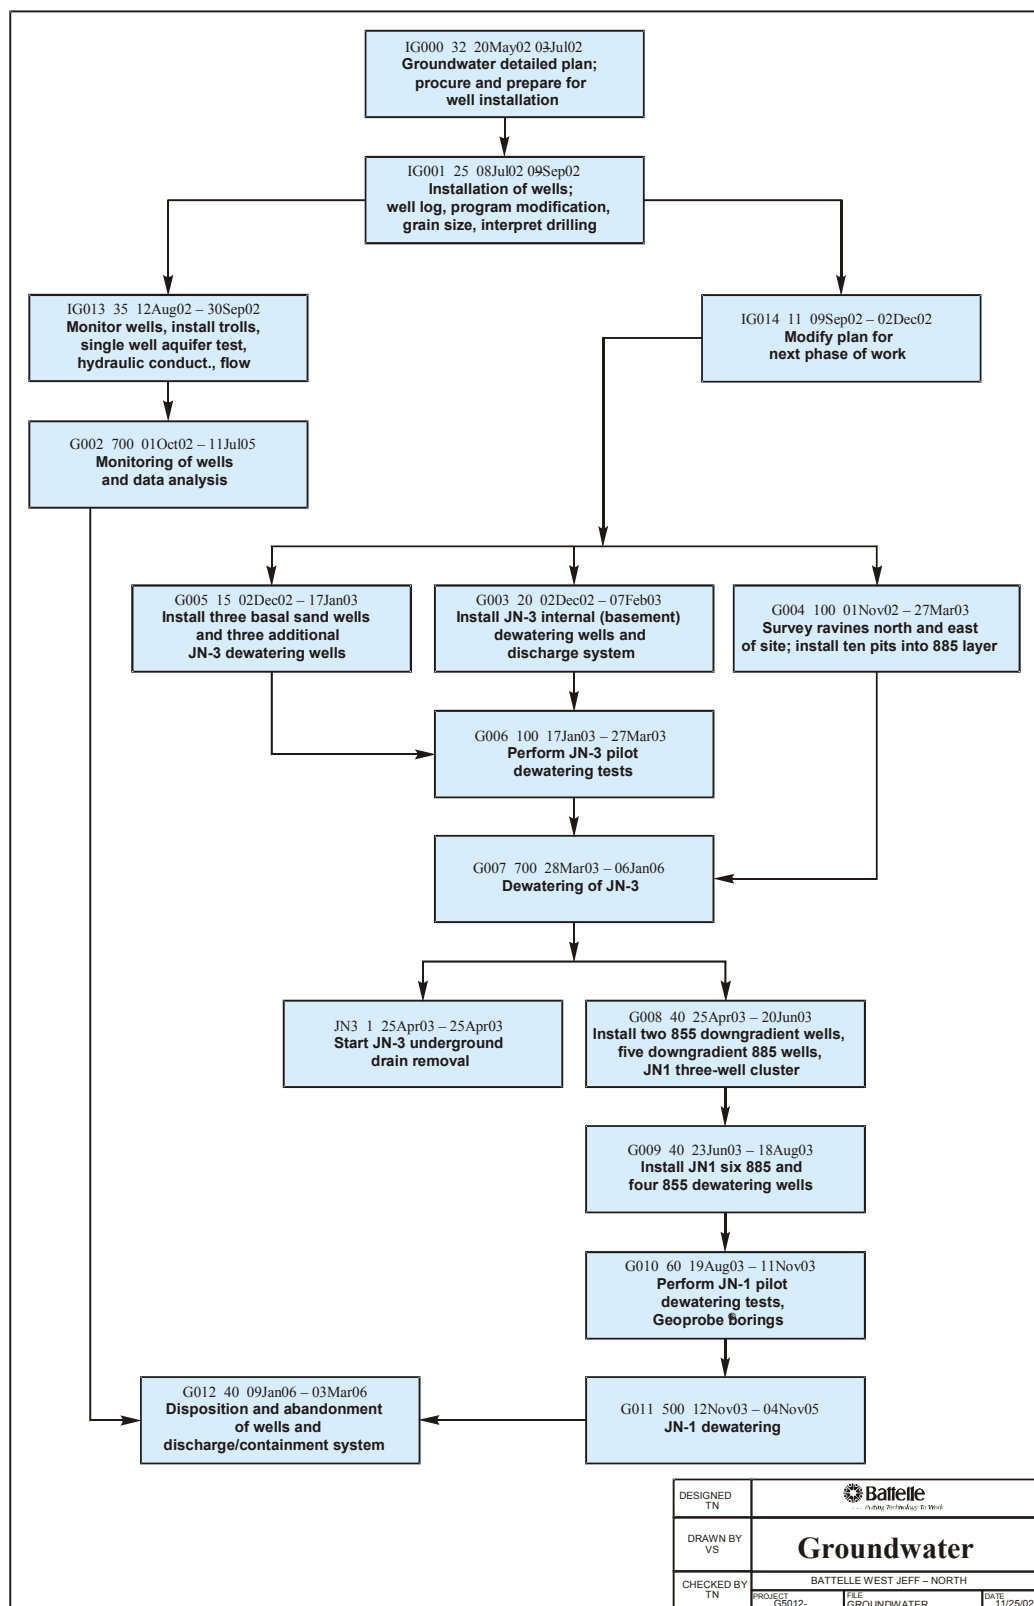 IG000 32 20May02 03Jul02
Groundwater detailed plan;
procure and prepare for
well installation
IG001 25 08Jul02 09Sep02
Installation of wells;
well log, program modification,
grain size, interpret drilling
IG013 35 12Aug02 – 30Sep02
Monitor wells, install trolls,
single well aquifer test,
hydraulic conduct., flow
IG014 11 09Sep02 – 02Dec02
Modify plan for
next phase of work
G002 700 01Oct02 – 11Jul05
Monitoring of wells
and data analysis
G005 15 02Dec02 – 17Jan03
Install three basal sand wells
and three additional
JN-3 dewatering wells
G003 20 02Dec02 – 07Feb03
Install JN-3 internal (basement)
dewatering wells and
discharge system
G004 100 01Nov02 – 27Mar03
Survey ravines north and east
of site; install ten pits into 885 layer
G006 100 17Jan03 – 27Mar03
Perform JN-3 pilot
dewatering tests
G007 700 28Mar03 – 06Jan06
Dewatering of JN-3
JN3 1 25Apr03 – 25Apr03
Start JN-3 underground
drain removal
G008 40 25Apr03 – 20Jun03
Install two 855 downgradient wells,
five downgradient 885 wells,
JN1 three-well cluster
G009 40 23Jun03 – 18Aug03
Install JN1 six 885 and
four 855 dewatering wells
G010 60 19Aug03 – 11Nov03
Perform JN-1 pilot
dewatering tests,
Geoprobe borings
G012 40 09Jan06 – 03Mar06
Disposition and abandonment
of wells and
discharge/containment system
G011 500 12Nov03 – 04Nov05
JN-1 dewatering
DESIGNED
TN
Battelle
. . . Putting Technology To Work
DRAWN BY
VS
Groundwater
CHECKED BY
TN
BATTELLE WEST JEFF – NORTH
PROJECT
G5012-
FILE
GROUNDWATER
DATE
11/25/02